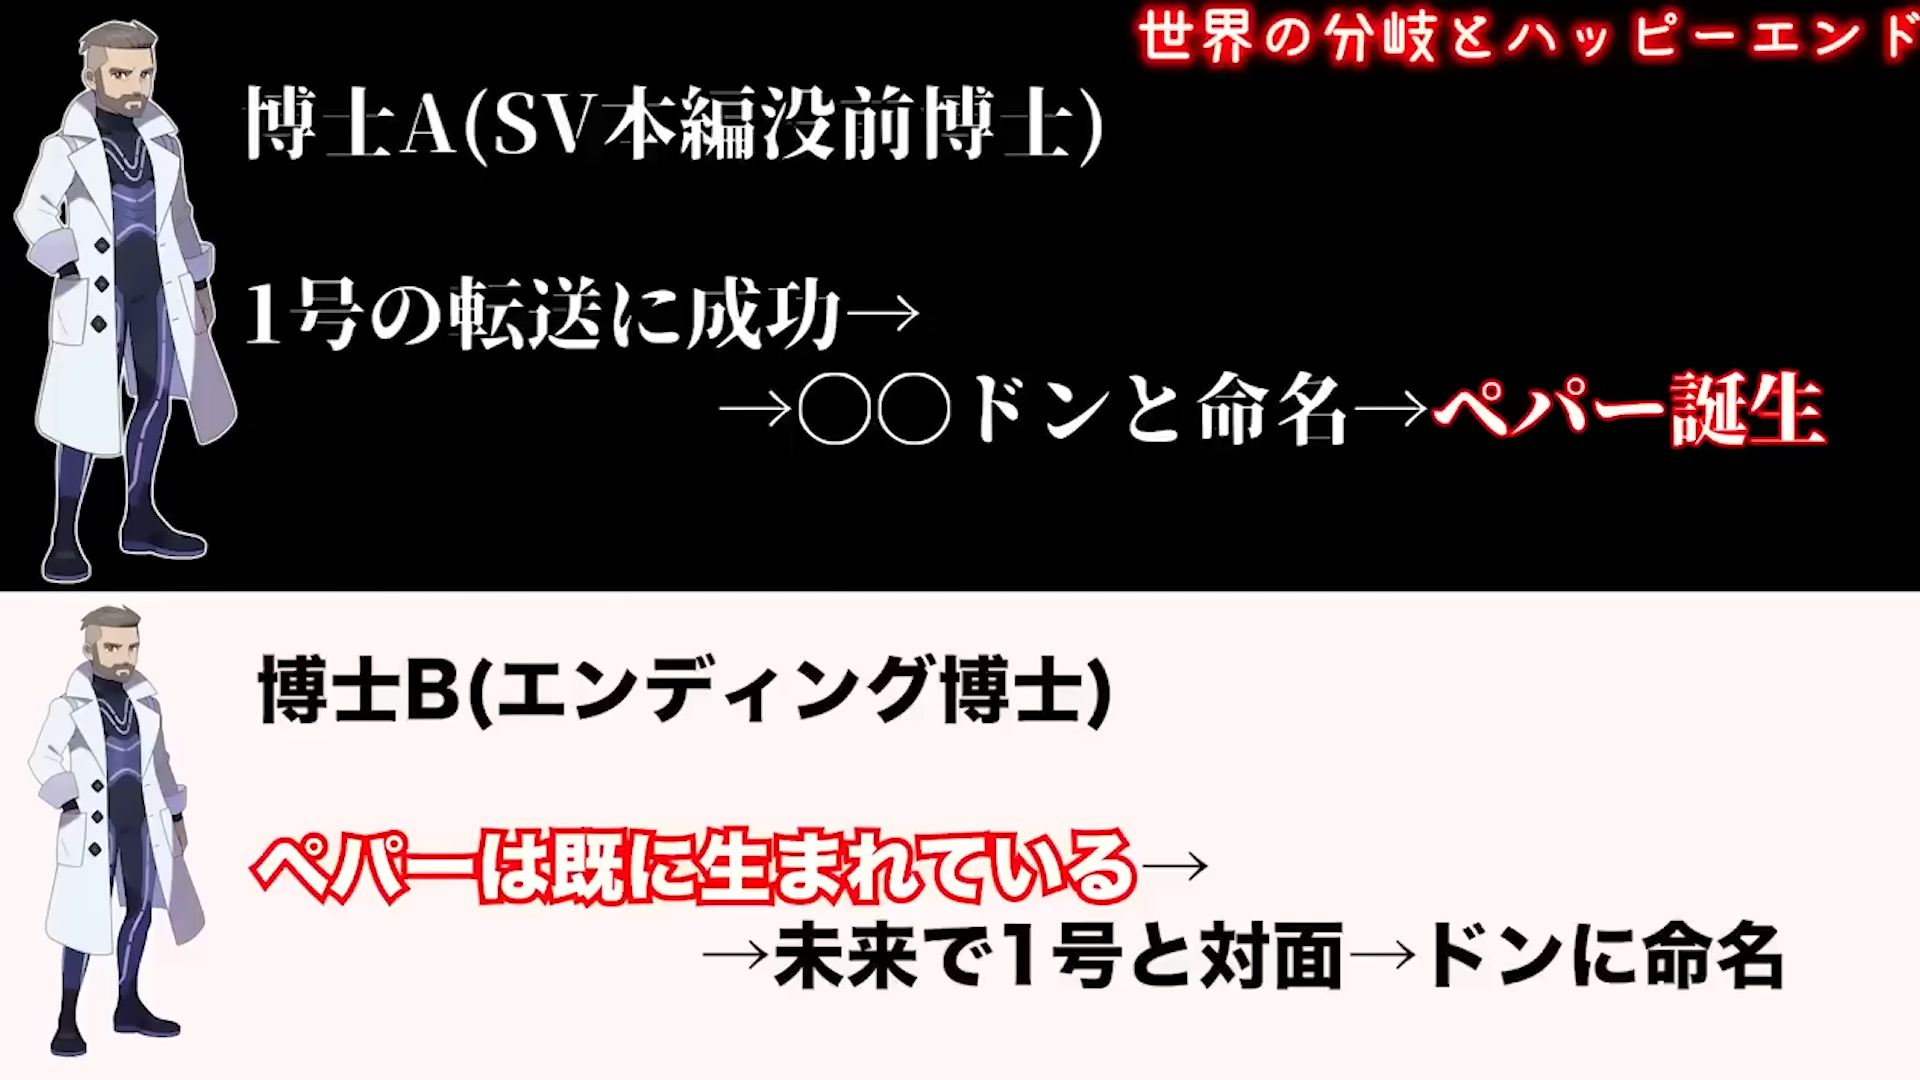 世界の分岐とハッピーエンド
博士A(SV本編没前博士)
1号の転送に成功→
→◯◯ドンと命名→ペパー誕生
博士B(エンディング博士)
ペパーは既に生まれている→
→未来で1号と対面→ドンに命名